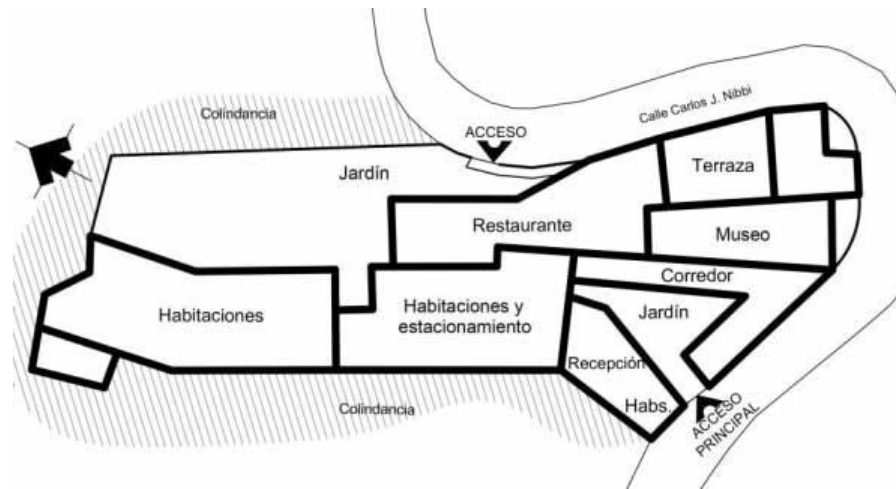 Calle Carlos J. Nibbi
Colindancia
ACCESO
Jardín
Terraza
Restaurante
Museo
Corredor
Habitaciones
Habitaciones y
estacionamiento
Jardín
Recepción
Habs.
Colindancia
ACCESO
PRINCIPAL